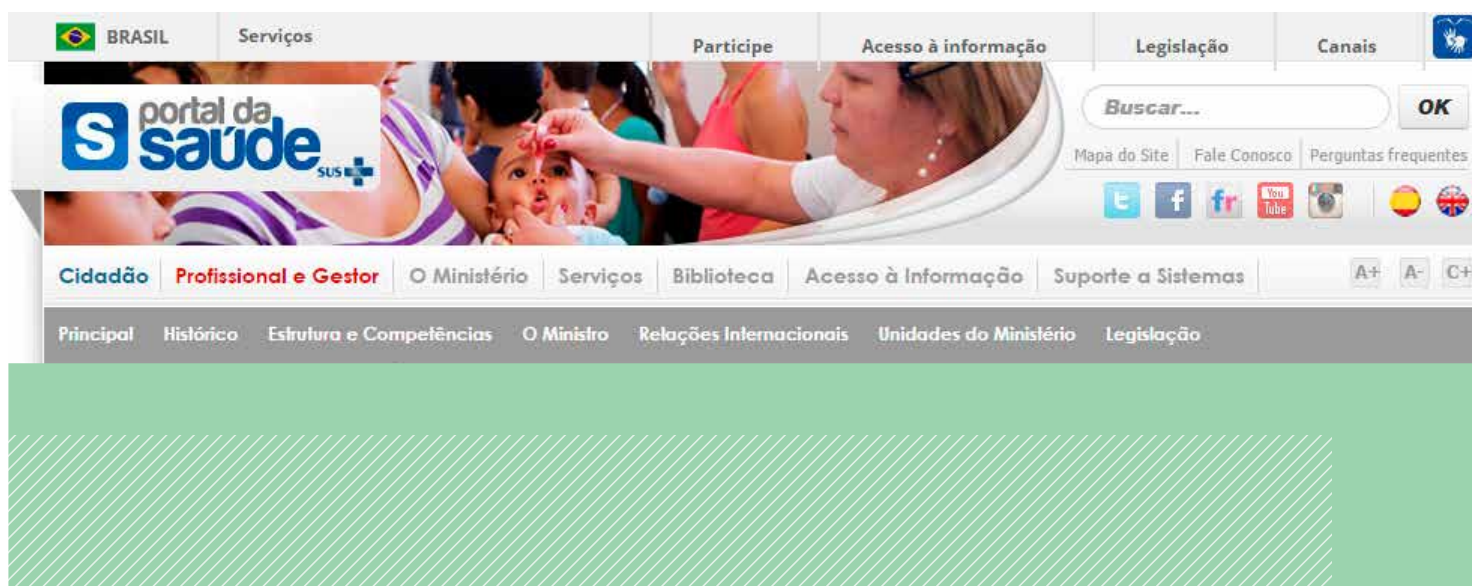 BRASIL Serviços Participe Acesso à informação Legislação Canais
S portal da saúde SUS
Buscar... OK
Mapa do Site Fale Conosco Perguntas frequentes
t f fr You Tube
Cidadão Profissional e Gestor O Ministério Serviços Biblioteca Acesso à Informação Suporte a Sistemas A+ A- C+
Principal Histórico Estrutura e Competências O Ministro Relações Internacionais Unidades do Ministério Legislação